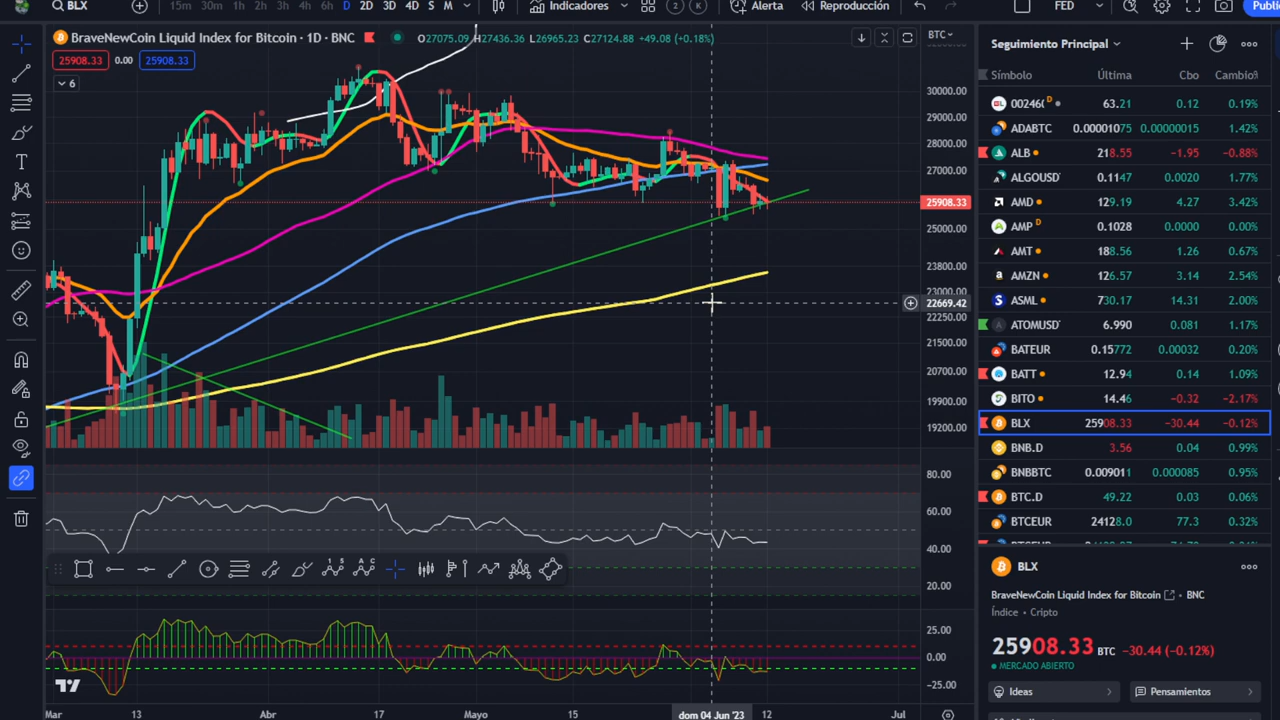 BLX
15m 30m 1h 2h 3h 4h 6h D 2D 3D 4D S M
Indicadores
Alerta
Reproducción
FED
Publi
BraveNewCoin Liquid Index for Bitcoin · 1D · BNC
O27075.09 H27436.36 L26965.23 C27124.88 +49.08 (+0.18%)
BTC
25908.33 0.00 25908.33
6
30000.00
29000.00
28000.00
27000.00
26000.00
25908.33
25000.00
23800.00
23000.00
22669.42
22250.00
21500.00
20700.00
19900.00
19200.00
80.00
60.00
40.00
20.00
25.00
0.00
−25.00
Mar 13 Abr 17 Mayo 15 dom 04 Jun '23 12 Jul
Seguimiento Principal
Símbolo Última Cbo Cambio%
00246( D 63.21 0.12 0.19%
ADABTC 0.00001075 0.00000015 1.42%
ALB 218.55 −1.95 −0.88%
ALGOUSD 0.1147 0.0020 1.77%
AMD 129.19 4.27 3.42%
AMP D 0.1028 0.0000 0.00%
AMT 188.56 1.26 0.67%
AMZN 126.57 3.14 2.54%
ASML 730.17 14.31 2.00%
ATOMUSD 6.990 0.081 1.17%
BATEUR 0.15772 0.00032 0.20%
BATT 12.94 0.14 1.09%
BITO 14.46 −0.32 −2.17%
BLX 25908.33 −30.44 −0.12%
BNB.D 3.56 0.04 0.99%
BNBBTC 0.009011 0.000085 0.95%
BTC.D 49.22 0.03 0.06%
BTCEUR 24128.0 77.3 0.32%
BLX
BraveNewCoin Liquid Index for Bitcoin · BNC
Índice · Cripto
25908.33 BTC −30.44 (−0.12%)
MERCADO ABIERTO
Ideas
Pensamientos